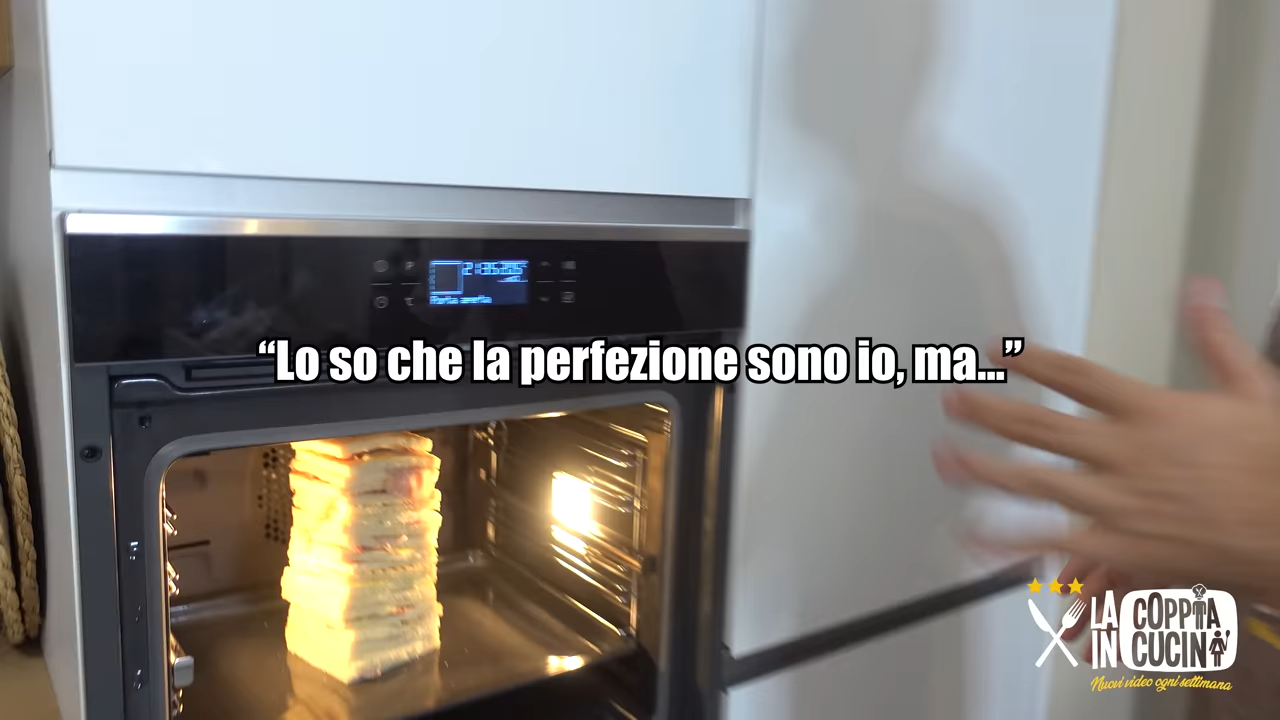 “Lo so che la perfezione sono io, ma...”
LA COPPIA
IN CUCINA
Nuovi video ogni settimana